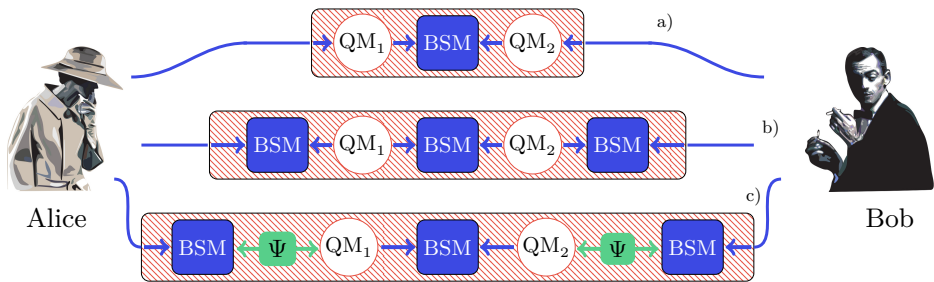 a)
QM₁ BSM QM₂
b)
BSM QM₁ BSM QM₂ BSM
c)
Alice Bob
BSM Ψ QM₁ BSM QM₂ Ψ BSM